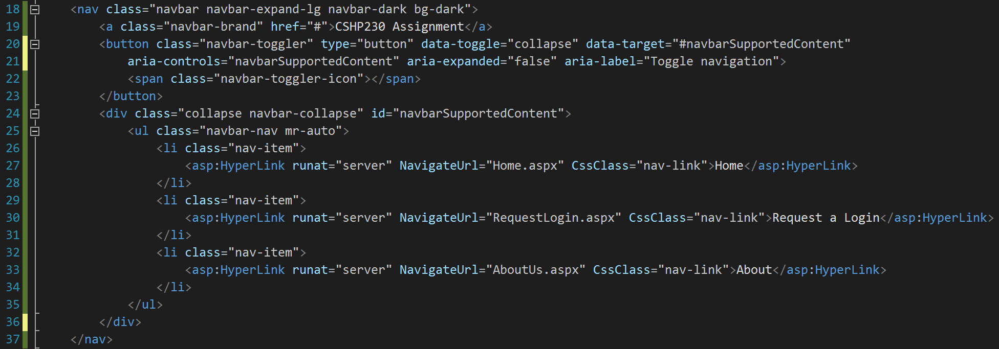 18 <nav class="navbar navbar-expand-lg navbar-dark bg-dark">
19 <a class="navbar-brand" href="#">CSHP230 Assignment</a>
20 <button class="navbar-toggler" type="button" data-toggle="collapse" data-target="#navbarSupportedContent"
21 aria-controls="navbarSupportedContent" aria-expanded="false" aria-label="Toggle navigation">
22 <span class="navbar-toggler-icon"></span>
23 </button>
24 <div class="collapse navbar-collapse" id="navbarSupportedContent">
25 <ul class="navbar-nav mr-auto">
26 <li class="nav-item">
27 <asp:HyperLink runat="server" NavigateUrl="Home.aspx" CssClass="nav-link">Home</asp:HyperLink>
28 </li>
29 <li class="nav-item">
30 <asp:HyperLink runat="server" NavigateUrl="RequestLogin.aspx" CssClass="nav-link">Request a Login</asp:HyperLink>
31 </li>
32 <li class="nav-item">
33 <asp:HyperLink runat="server" NavigateUrl="AboutUs.aspx" CssClass="nav-link">About</asp:HyperLink>
34 </li>
35 </ul>
36 </div>
37 </nav>